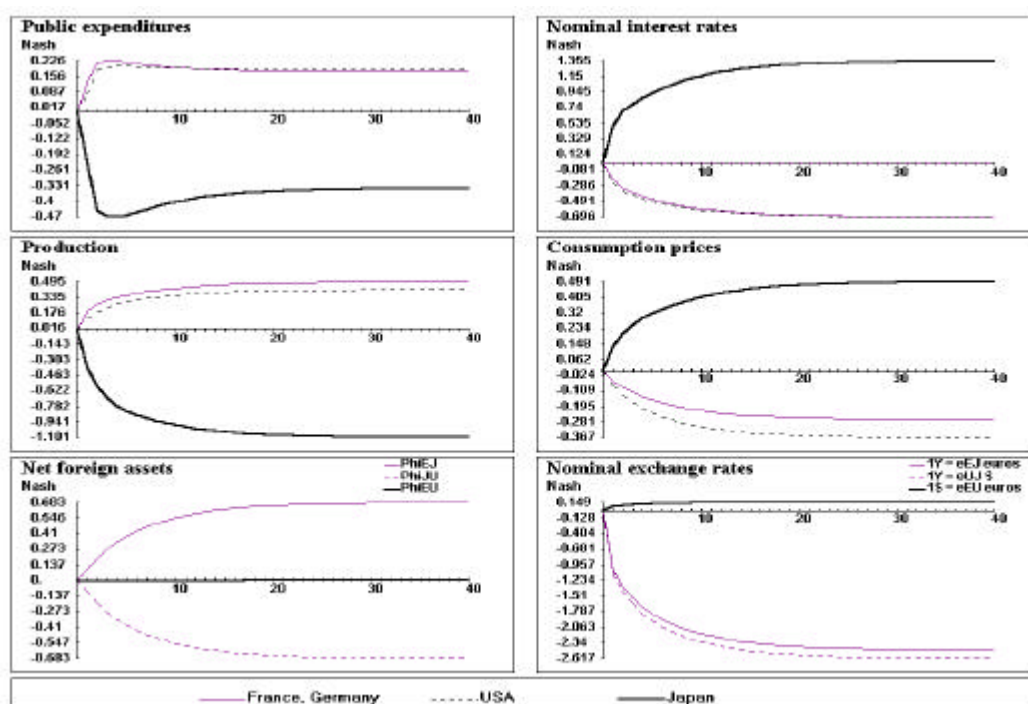 Public expenditures
Nash
0.226
0.156
0.087
0.017
-0.052
-0.122
-0.192
-0.261
-0.331
-0.4
-0.47
10 20 30 40
Nominal interest rates
Nash
1.355
1.15
0.945
0.74
0.535
0.329
0.124
-0.081
-0.286
-0.491
-0.696
10 20 30 40
Production
Nash
0.495
0.335
0.176
0.016
-0.143
-0.303
-0.463
-0.622
-0.782
-0.941
-1.101
10 20 30 40
Consumption prices
Nash
0.491
0.405
0.32
0.234
0.148
0.062
-0.024
-0.109
-0.195
-0.281
-0.367
10 20 30 40
Net foreign assets
Nash
PhiEJ
PhiJU
PhiEU
0.683
0.546
0.41
0.273
0.137
0.
-0.137
-0.273
-0.41
-0.547
-0.683
10 20 30 40
Nominal exchange rates
Nash
1Y = eEJ euros
1Y = eUJ $
1$ = eEU euros
0.149
-0.128
-0.404
-0.681
-0.957
-1.234
-1.51
-1.787
-2.063
-2.34
-2.617
10 20 30 40
France, Germany
USA
Japan